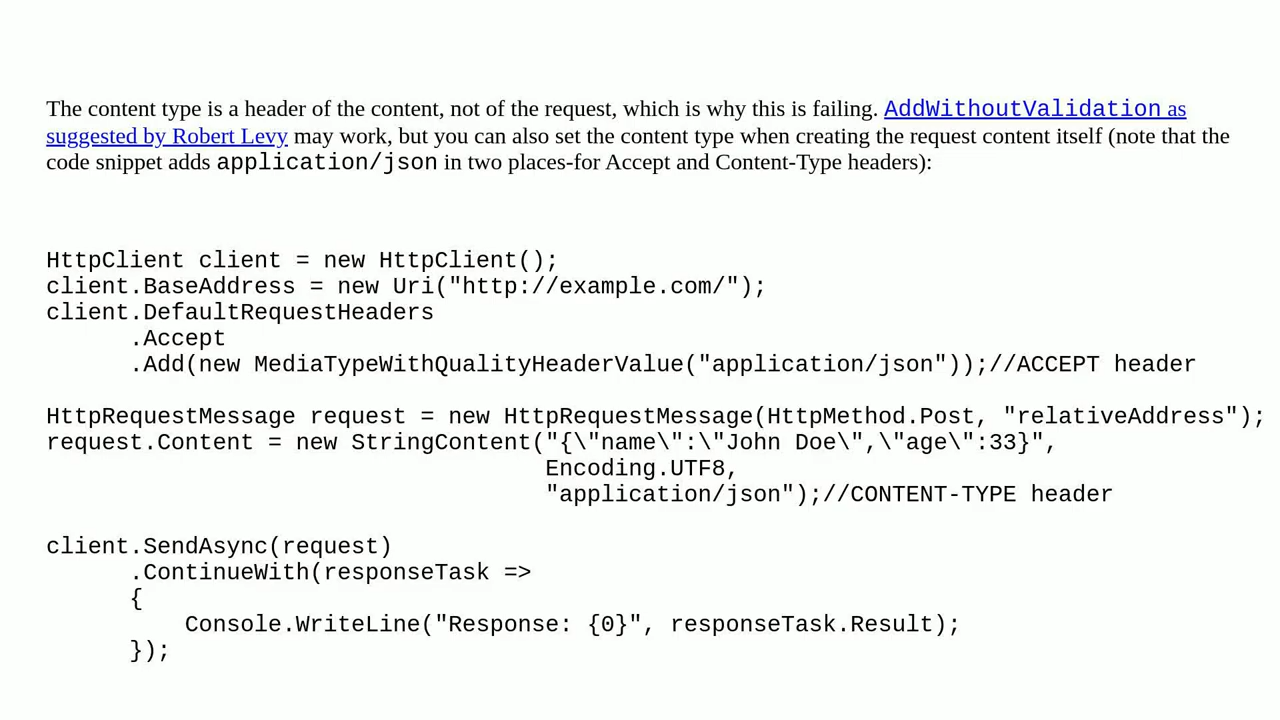 The content type is a header of the content, not of the request, which is why this is failing. AddWithoutValidation as
suggested by Robert Levy may work, but you can also set the content type when creating the request content itself (note that the
code snippet adds application/json in two places-for Accept and Content-Type headers):
HttpClient client = new HttpClient();
client.BaseAddress = new Uri("http://example.com/");
client.DefaultRequestHeaders
      .Accept
      .Add(new MediaTypeWithQualityHeaderValue("application/json"));//ACCEPT header
HttpRequestMessage request = new HttpRequestMessage(HttpMethod.Post, "relativeAddress");
request.Content = new StringContent("{\"name\":\"John Doe\",\"age\":33}",
                                    Encoding.UTF8,
                                    "application/json");//CONTENT-TYPE header
client.SendAsync(request)
      .ContinueWith(responseTask =>
      {
          Console.WriteLine("Response: {0}", responseTask.Result);
      });